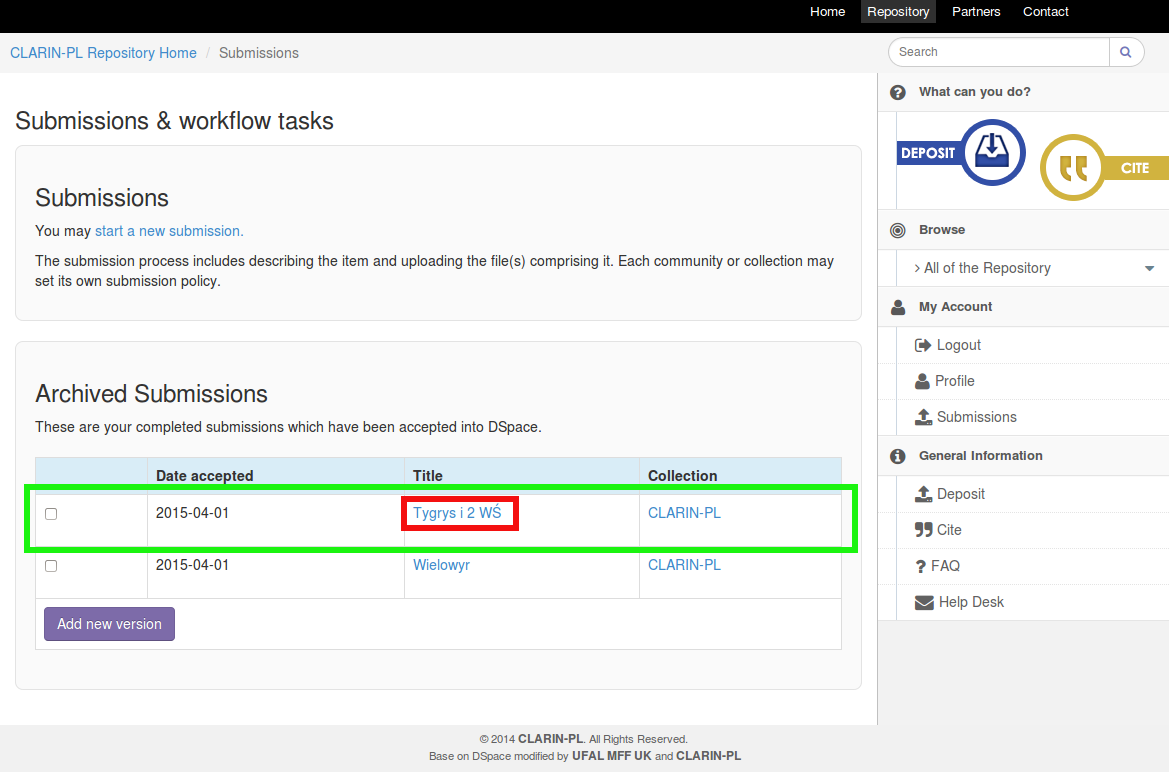 Home Repository Partners Contact
CLARIN-PL Repository Home / Submissions
Search
Submissions & workflow tasks
Submissions
You may start a new submission.
The submission process includes describing the item and uploading the file(s) comprising it. Each community or collection may
set its own submission policy.
Archived Submissions
These are your completed submissions which have been accepted into DSpace.
Date accepted Title Collection
2015-04-01 Tygrys i 2 WŚ CLARIN-PL
2015-04-01 Wielowyr CLARIN-PL
Add new version
What can you do?
DEPOSIT
CITE
Browse
› All of the Repository
My Account
Logout
Profile
Submissions
General Information
Deposit
Cite
FAQ
Help Desk
© 2014 CLARIN-PL. All Rights Reserved.
Base on DSpace modified by UFAL MFF UK and CLARIN-PL